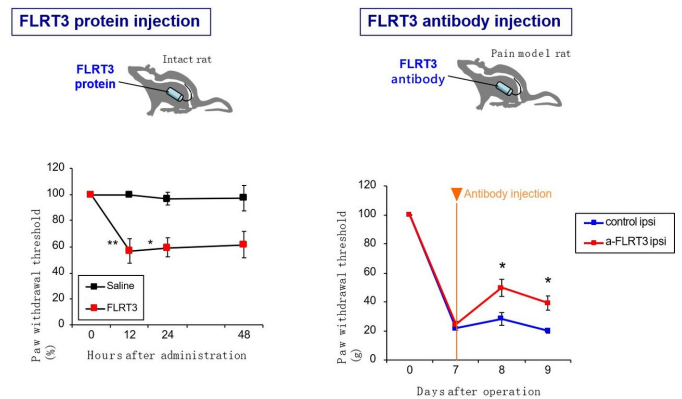 FLRT3 protein injection
Intact rat
FLRT3
protein
120
100
80
60
40
20
0
** *
Saline
FLRT3
0 12 24 48
Hours after administration
Paw withdrawal threshold
(%)
FLRT3 antibody injection
Pain model rat
FLRT3
antibody
120
100
80
60
40
20
0
Antibody injection
* *
control ipsi
a-FLRT3 ipsi
0 7 8 9
Days after operation
Paw withdrawal threshold
(g)